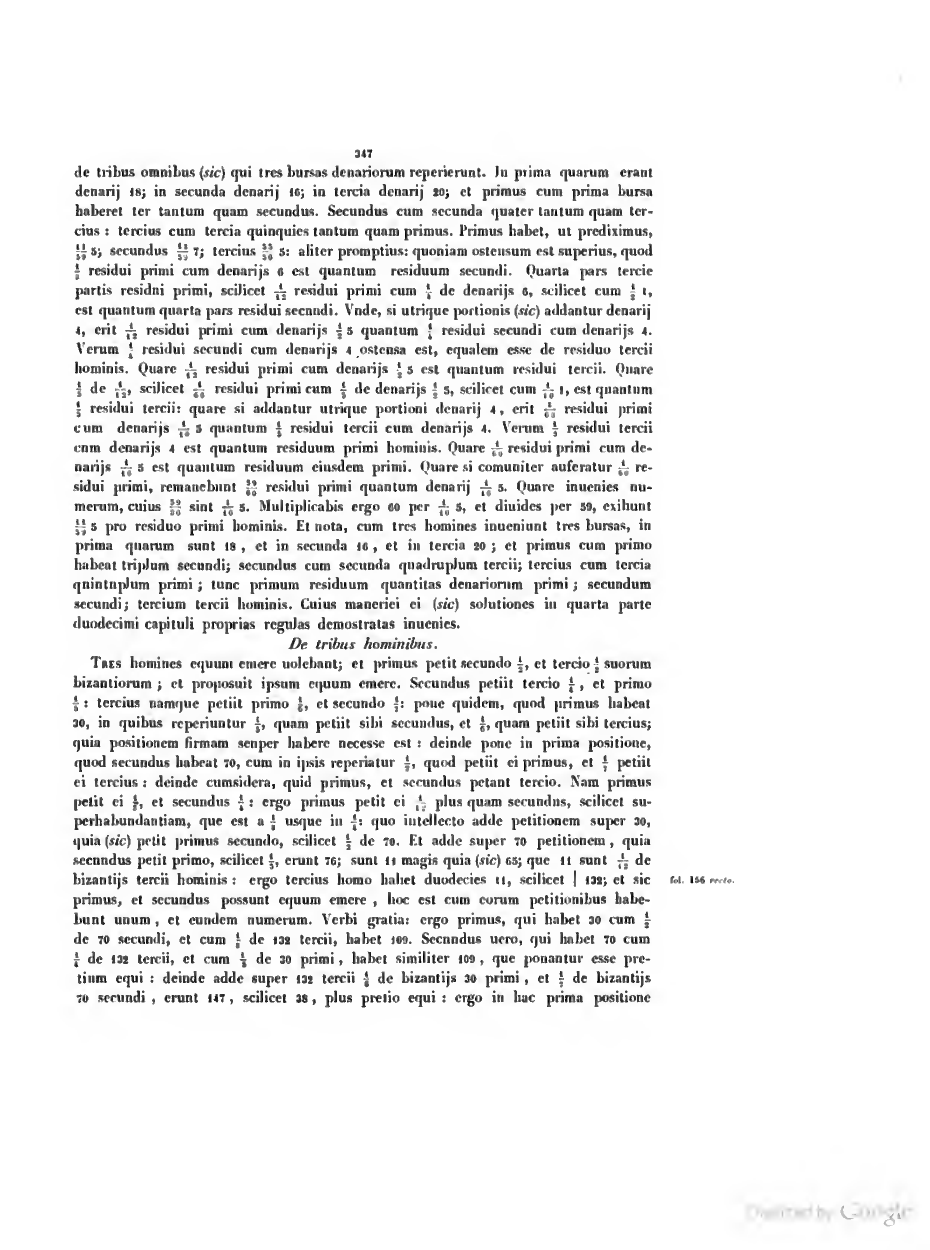 347
de tribus omnibus (sic) qui tres bursas denariorum reperierunt. Jn prima quarum erant
denarij 18; in secunda denarij 16; in tercia denarij 20; et primus cum prima bursa
haberet ter tantum quam secundus. Secundus cum secunda quater tantum quam ter-
cius : tercius cum tercia quinquies tantum quam primus. Primus habet, ut prediximus,
11/59 5; secundus 43/59 7; tercius 55/59 5: aliter promptius: quoniam ostensum est superius, quod
1/3 residui primi cum denarijs 6 est quantum residuum secundi. Quarta pars tercie
partis residni primi, scilicet 1/12 residui primi cum 1/4 de denarijs 6, scilicet cum 1/2 1,
est quantum quarta pars residui secnndi. Vnde, si utrique portionis (sic) addantur denarij
4, erit 1/12 residui primi cum denarijs 1/2 5 quantum 1/4 residui secundi cum denarijs 4.
Verum 1/4 residui secundi cum denarijs 4 ostensa est, equalem esse de residuo tercii
hominis. Quare 1/12 residui primi cum denarijs 1/2 5 est quantum residui tercii. Quare
1/5 de 1/12, scilicet 1/60 residui primi cum 1/5 de denarijs 1/2 5, scilicet cum 1/10 1, est quantum
1/5 residui tercii: quare si addantur utrique portioni denarij 4, erit 1/60 residui primi
cum denarijs 1/10 5 quantum 1/5 residui tercii cum denarijs 4. Verum 1/5 residui tercii
cnm denarijs 4 est quantum residuum primi hominis. Quare 1/60 residui primi cum de-
narijs 1/10 5 est quantum residuum eiusdem primi. Quare si comuniter auferatur 1/60 re-
sidui primi, remanebunt 59/60 residui primi quantum denarij 1/10 5. Quare inuenies nu-
merum, cuius 59/60 sint 1/10 5. Multiplicabis ergo 60 per 1/10 5, et diuides per 59, exihunt
11/59 5 pro residuo primi hominis. Et nota, cum tres homines inueniunt tres bursas, in
prima quarum sunt 18 , et in secunda 16 , et in tercia 20 ; et primus cum primo
habeat triplum secundi; secundus cum secunda quadruplum tercii; tercius cum tercia
qnintnplum primi ; tunc primum residuum quantitas denariorum primi ; secundum
secundi; tercium tercii hominis. Cuius maneriei ei (sic) solutiones in quarta parte
duodecimi capituli proprias regulas demostratas inuenies.
De tribus hominibus.
Tres homines equum emere uolebant; et primus petit secundo 1/2, et tercio 1/3 suorum
bizantiorum ; et proposuit ipsum equum emere. Secundus petiit tercio 1/4 , et primo
1/5 : tercius namque petiit primo 1/6, et secundo 1/7: pone quidem, quod primus habeat
30, in quibus reperiuntur 1/5, quam petiit sibi secundus, et 1/6, quam petiit sibi tercius;
quia positionem firmam senper habere necesse est : deinde pone in prima positione,
quod secundus habeat 70, cum in ipsis reperiatur 1/2, quod petiit ei primus, et 1/7 petiit
ei tercius : deinde cumsidera, quid primus, et secundus petant tercio. Nam primus
petit ei 1/3, et secundus 1/4 : ergo primus petit ei 1/12 plus quam secundns, scilicet su-
perhabundantiam, que est a 1/4 usque in 1/3: quo intellecto adde petitionem super 30,
quia (sic) petit primus secundo, scilicet 1/2 de 70. Et adde super 70 petitionem , quia
secnndus petit primo, scilicet 1/5, erunt 76; sunt 11 magis quia (sic) 65; que 11 sunt 1/12 de
bizantijs tercii hominis : ergo tercius homo habet duodecies 11, scilicet | 132; et sic
fol. 156 recto.
primus, et secundus possunt equum emere , hoc est cum eorum petitionibus habe-
bunt unum , et eundem numerum. Verbi gratia: ergo primus, qui habet 30 cum 1/2
de 70 secundi, et cum 1/3 de 132 tercii, habet 109. Secnndus uero, qui habet 70 cum
1/4 de 132 tercii, et cum 1/5 de 30 primi , habet similiter 109 , que ponantur esse pre-
tium equi : deinde adde super 132 tercii 1/6 de bizantijs 30 primi , et 1/7 de bizantijs
70 secundi , erunt 147 , scilicet 38 , plus pretio equi : ergo in hac prima positione
Digitized by Google